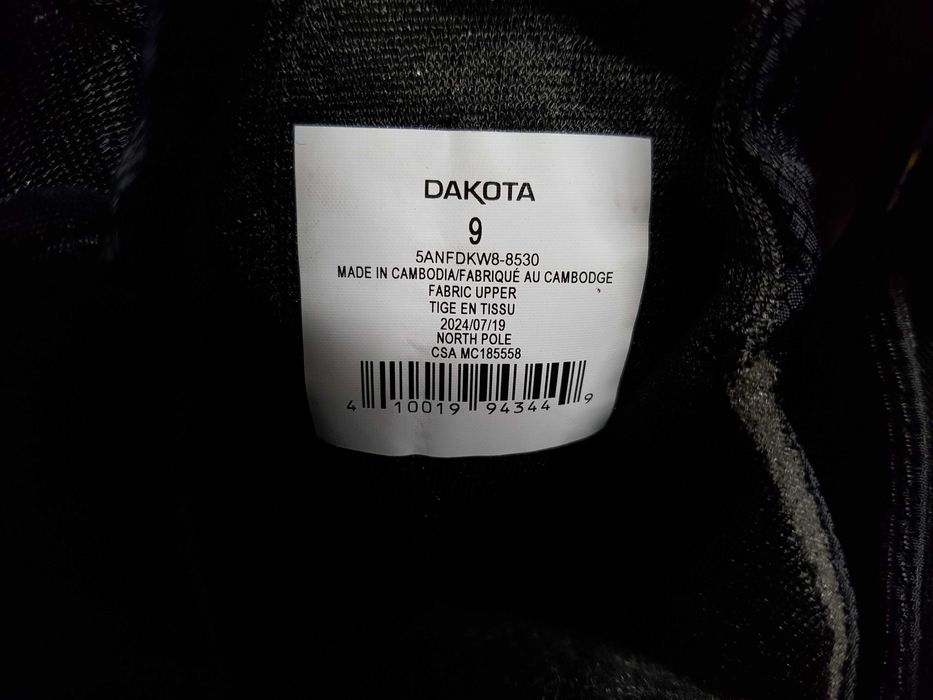 DAKOTA
9
5ANFDKW8-8530
MADE IN CAMBODIA/FABRIQUÉ AU CAMBODGE
FABRIC UPPER
TIGE EN TISSU
2024/07/19
NORTH POLE
CSA MC185558
4 10019 94344 9